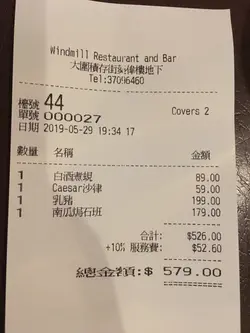 Windmill Restaurant and Bar
大圍積存街 偉樓地下
Tel:37096460
檯號 44
單號 000027 Covers 2
日期 2019-05-29 19:34 17
數量 名稱 金額
1 白酒煮蜆 89.00
1 Caesar沙律 59.00
1 乳豬 199.00
1 南瓜焗石班 179.00
合計: $526.00
+10% 服務費: $52.60
總金額:$ 579.00